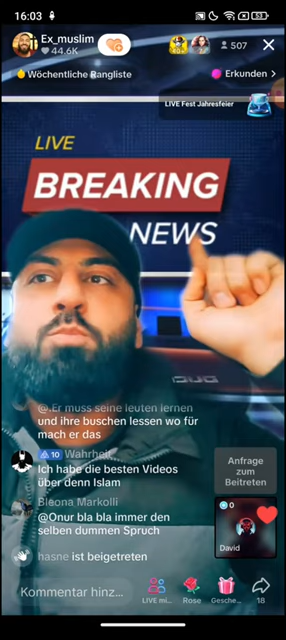 16:03
53
Ex_muslim
44.6K
507
Wöchentliche Rangliste
Erkunden >
LIVE Fest Jahresfeier
LIVE
BREAKING
NEWS
@.Er muss seine leuten lernen
und ihre buschen lessen wo für
mach er das
10 Wahrheit
Ich habe die besten Videos
über denn Islam
Bleona Markolli
@Onur bla bla immer den
selben dummen Spruch
hasne ist beigetreten
Anfrage
zum
Beitreten
0
David
Kommentar hinz...
LIVE mi...
Rose
Gesche...
18